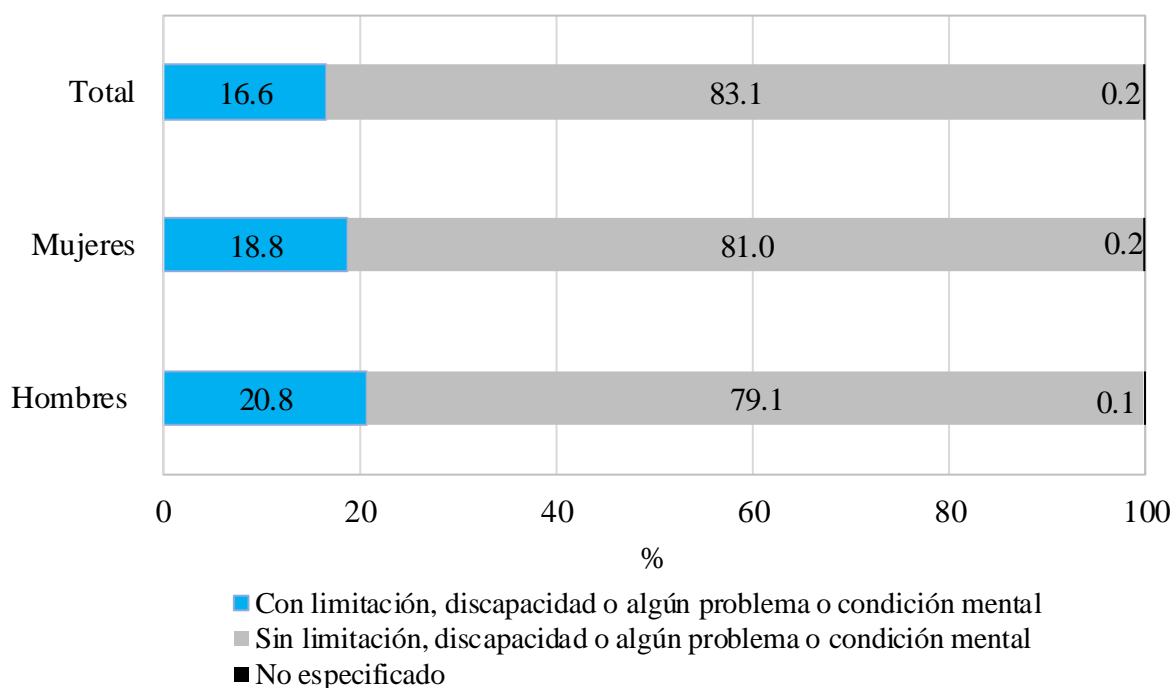 Total 16.6 83.1 0.2
Mujeres 18.8 81.0 0.2
Hombres 20.8 79.1 0.1
0 20 40 60 80 100
%
Con limitación, discapacidad o algún problema o condición mental
Sin limitación, discapacidad o algún problema o condición mental
No especificado